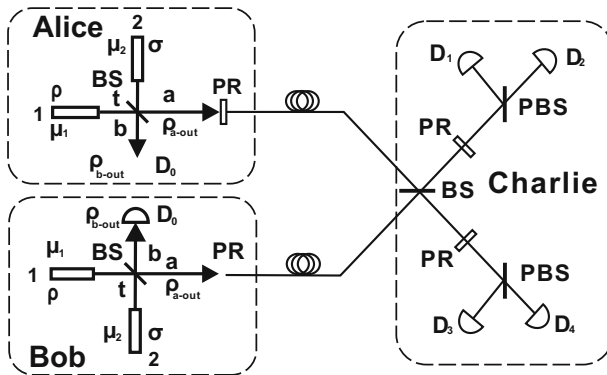 Alice
2
μ₂ σ
BS
ρ
t
a
PR
1
μ₁
b
ρa-out
ρb-out D₀
D₁
D₂
PBS
PR
BS
Charlie
PR
PBS
D₃
D₄
ρb-out D₀
μ₁
BS
b
a
PR
1
ρ
t
ρa-out
μ₂ σ
2
Bob